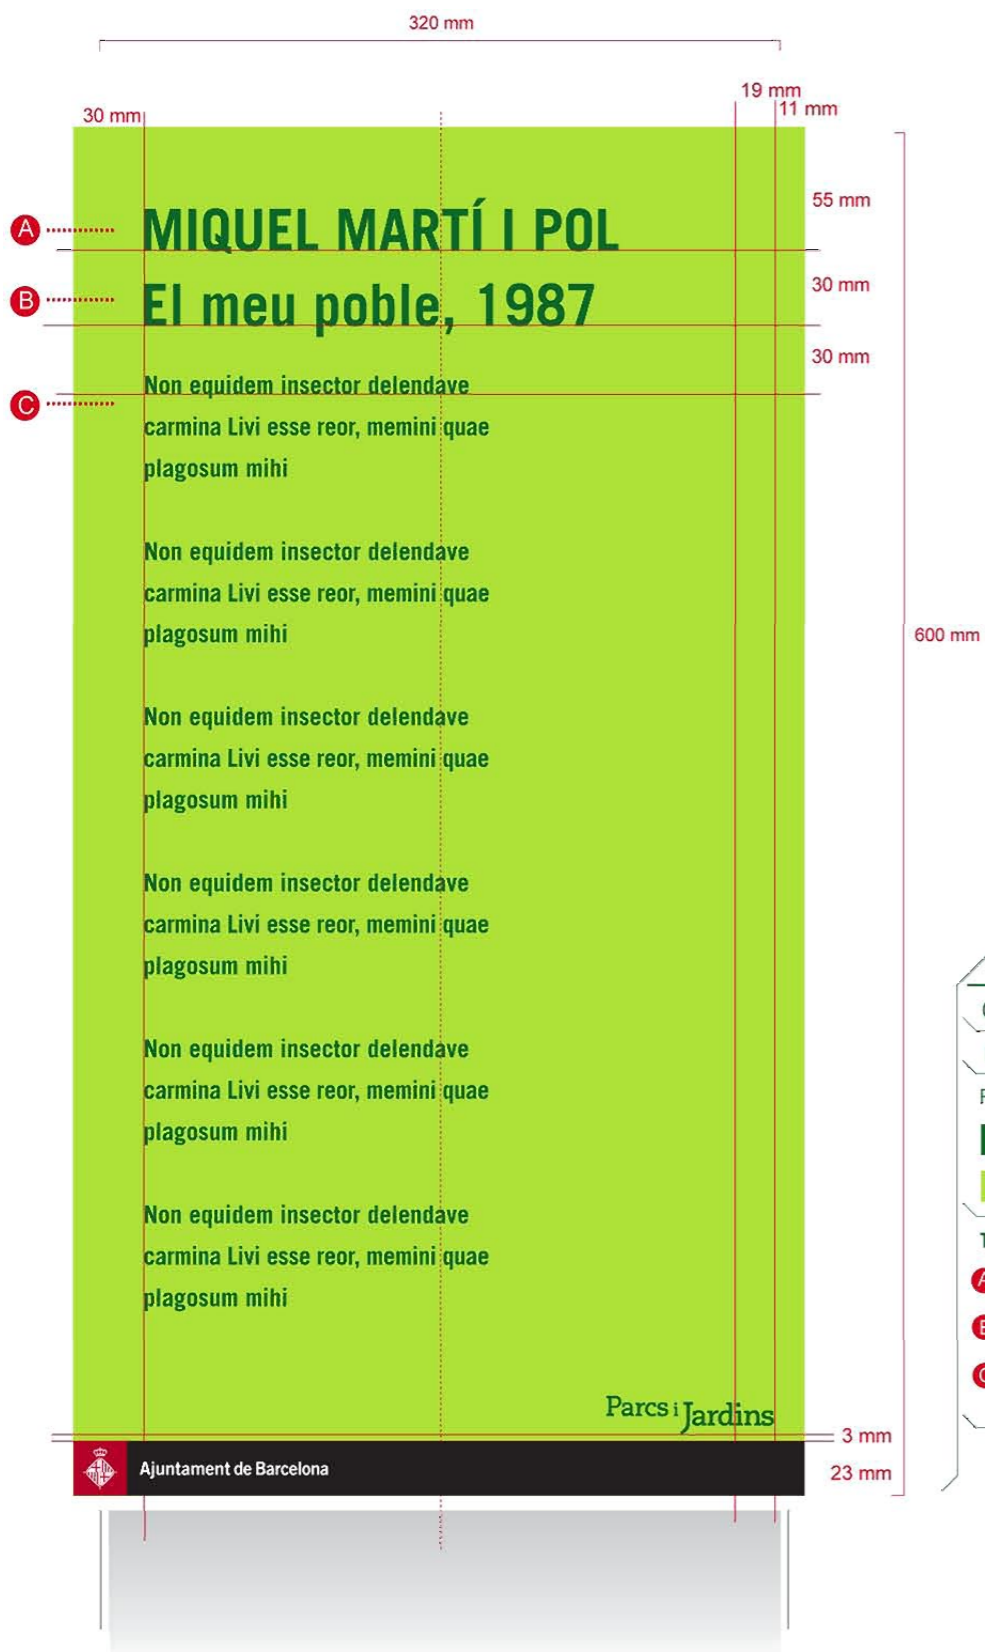 320 mm
19 mm
11 mm
30 mm
55 mm
A MIQUEL MARTÍ I POL
30 mm
B El meu poble, 1987
30 mm
C
Non equidem insector delendave
carmina Livi esse reor, memini quae
plagosum mihi
Non equidem insector delendave
carmina Livi esse reor, memini quae
plagosum mihi
600 mm
Non equidem insector delendave
carmina Livi esse reor, memini quae
plagosum mihi
Non equidem insector delendave
carmina Livi esse reor, memini quae
plagosum mihi
Non equidem insector delendave
carmina Livi esse reor, memini quae
plagosum mihi
Non equidem insector delendave
carmina Livi esse reor, memini quae
plagosum mihi
Parcs i Jardins
3 mm
Ajuntament de Barcelona
23 mm
A